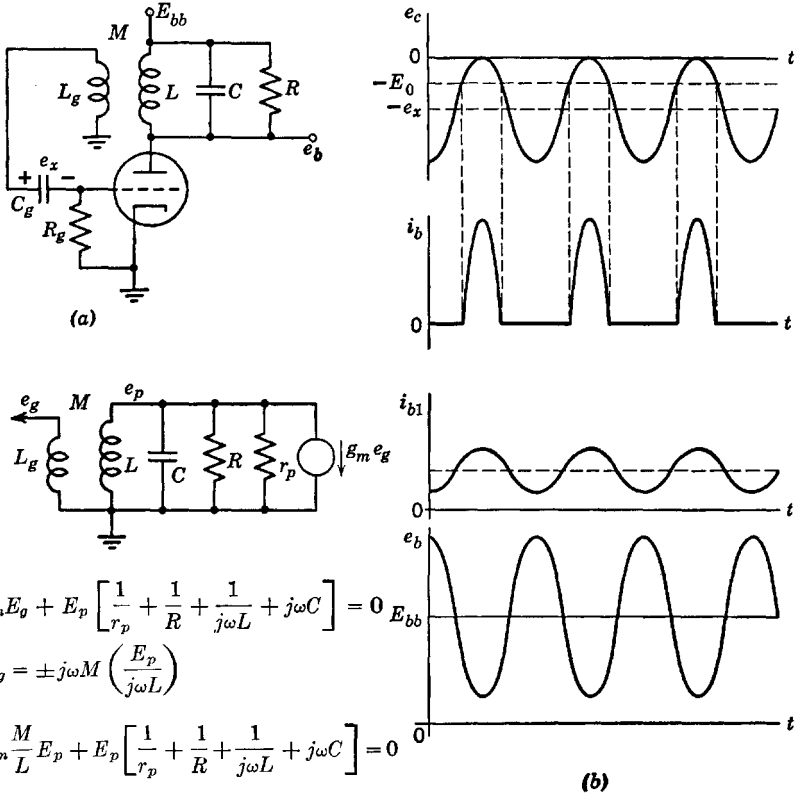 E_bb
M
L_g
L
C
R
e_b
e_x
+ −
C_g
R_g
(a)
e_c
0
t
−E_0
−e_x
i_b
0
t
e_g
M
e_p
L_g
L
C
R
r_p
g_m e_g
i_b1
0
t
e_b
E_bb
0
t
E_g + E_p [ 1/r_p + 1/R + 1/jωL + jωC ] = 0
= ±jωM ( E_p / jωL )
M/L E_p + E_p [ 1/r_p + 1/R + 1/jωL + jωC ] = 0
(b)